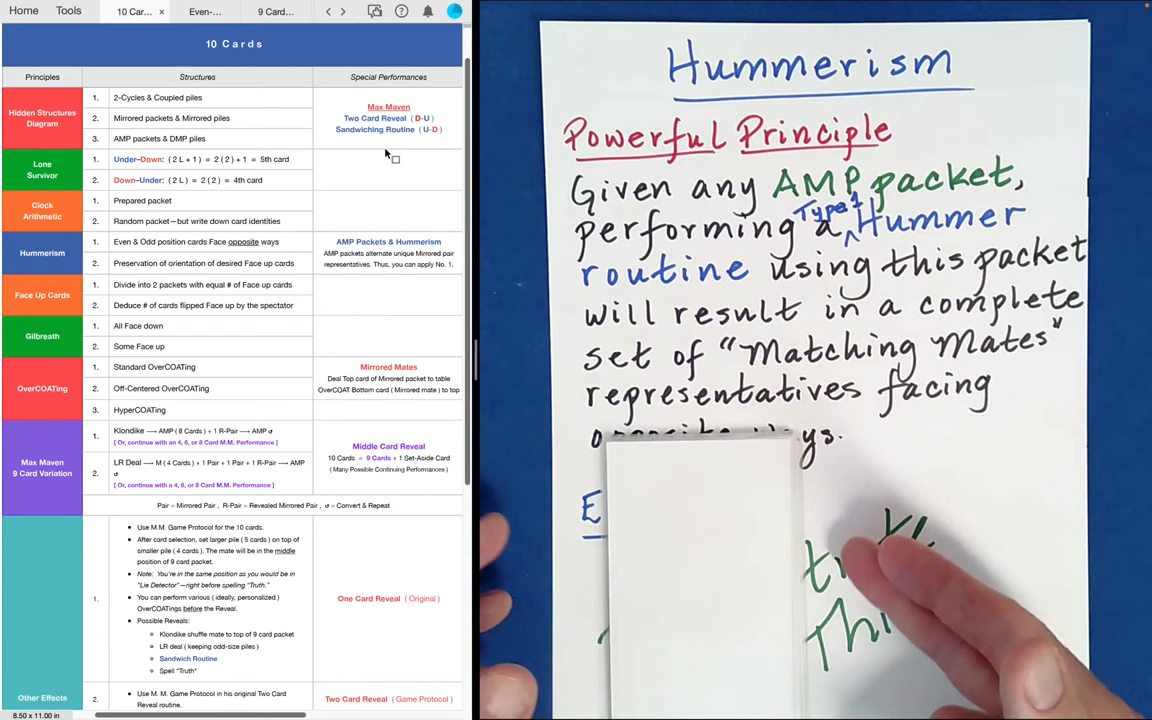 Home Tools 10 Car... × Even-... 9 Card...
10 Cards
Principles Structures Special Performances
Hidden Structures
Diagram
1. 2-Cycles & Coupled piles
2. Mirrored packets & Mirrored piles
3. AMP packets & DMP piles
Max Maven
Two Card Reveal ( D-U )
Sandwiching Routine ( U-D )
Lone
Survivor
1. Under–Down: ( 2 L + 1 ) = 2 ( 2 ) + 1 = 5th card
2. Down–Under: ( 2 L ) = 2 ( 2 ) = 4th card
Clock
Arithmetic
1. Prepared packet
2. Random packet—but write down card identities
Hummerism
1. Even & Odd position cards Face opposite ways
2. Preservation of orientation of desired Face up cards
AMP Packets & Hummerism
AMP packets alternate unique Mirrored pair
representatives. Thus, you can apply No. 1.
Face Up Cards
1. Divide into 2 packets with equal # of Face up cards
2. Deduce # of cards flipped Face up by the spectator
Gilbreath
1. All Face down
2. Some Face up
OverCOATing
1. Standard OverCOATing
2. Off-Centered OverCOATing
3. HyperCOATing
Mirrored Mates
Deal Top card of Mirrored packet to table
OverCOAT Bottom card ( Mirrored mate ) to top
Max Maven
9 Card Variation
1. Klondike → AMP ( 8 Cards ) + 1 R-Pair → AMP ↺
[ Or, continue with an 4, 6, or 8 Card M.M. Performance ]
2. LR Deal → M ( 4 Cards ) + 1 Pair + 1 Pair + 1 R-Pair → AMP
↺
[ Or, continue with a 4, 6, or 8 Card M.M. Performance ]
Middle Card Reveal
10 Cards = 9 Cards + 1 Set-Aside Card
( Many Possible Continuing Performances )
Pair = Mirrored Pair , R-Pair = Revealed Mirrored Pair , ↺ = Convert & Repeat
Other Effects
1.
• Use M.M. Game Protocol for the 10 cards.
• After card selection, set larger pile ( 5 cards ) on top of
smaller pile ( 4 cards ). The mate will be in the middle
position of 9 card packet.
• Note: You're in the same position as you would be in
"Lie Detector"—right before spelling "Truth."
• You can perform various ( ideally, personalized )
OverCOATings before the Reveal.
• Possible Reveals:
Klondike shuffle mate to top of 9 card packet
LR deal ( keeping odd-size piles )
Sandwich Routine
Spell "Truth"
One Card Reveal ( Original )
2. • Use M. M. Game Protocol in his original Two Card
Reveal routine.
Two Card Reveal ( Game Protocol )
8.50 x 11.00 in
Hummerism
Powerful Principle
Given any AMP packet,
performing a Type 1 Hummer
routine using this packet
will result in a complete
set of "Matching Mates"
representatives facing
ys.
E